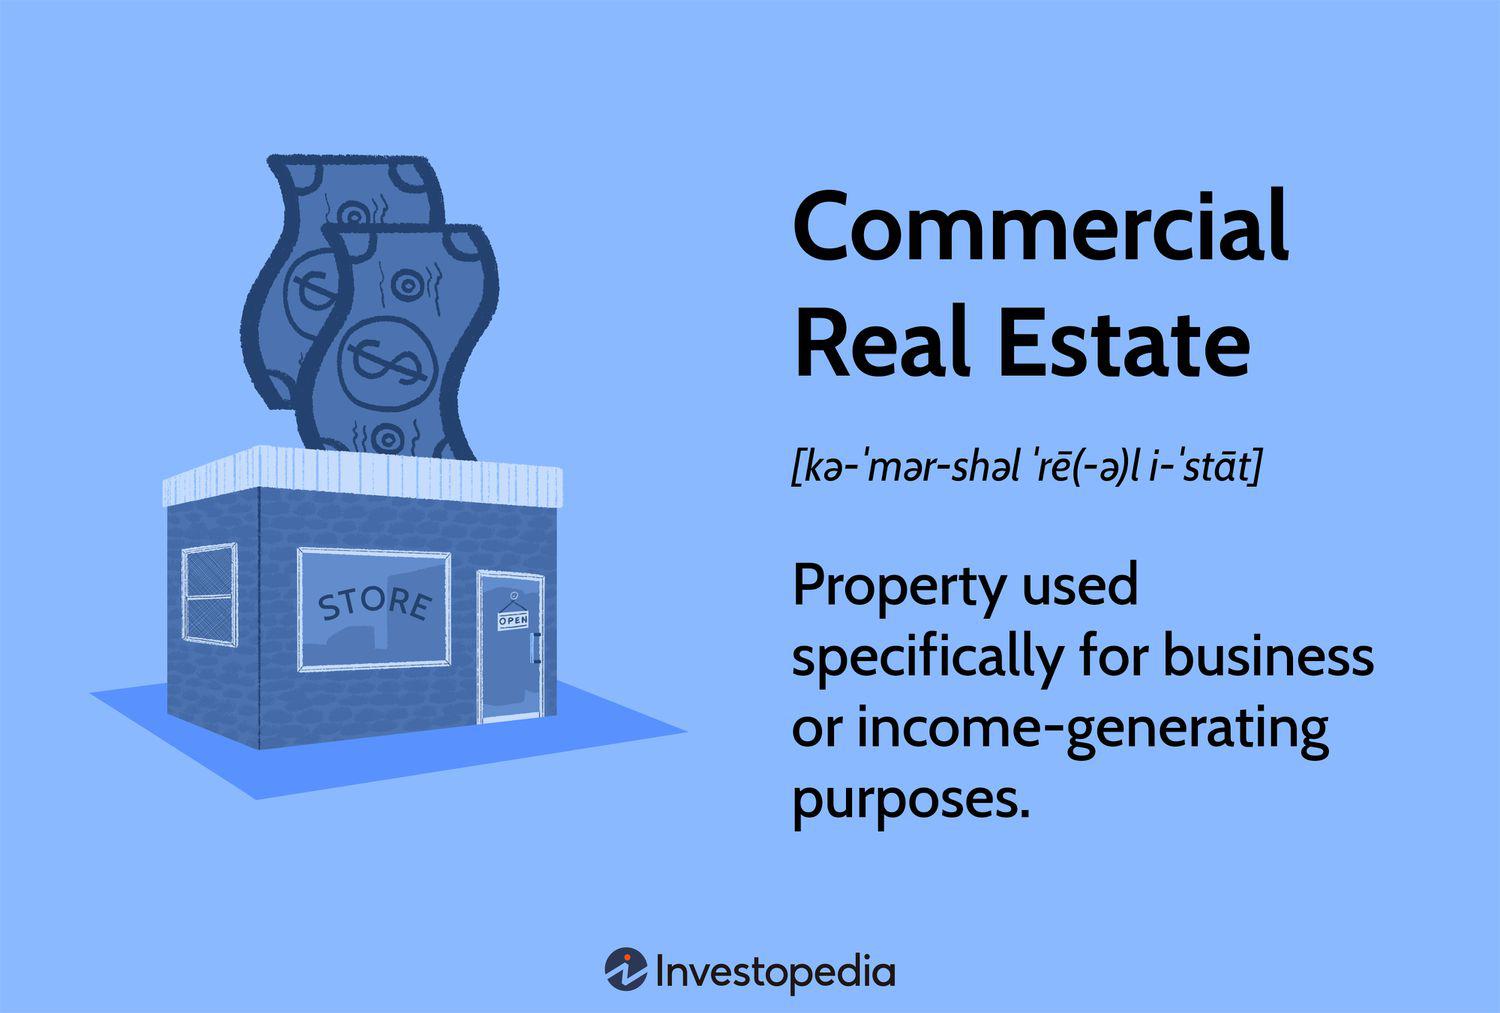 STORE
OPEN
Commercial
Real Estate
[kə-ˈmər-shəl ˈrē(-ə)l i-ˈstāt]
Property used
specifically for business
or income-generating
purposes.
Investopedia